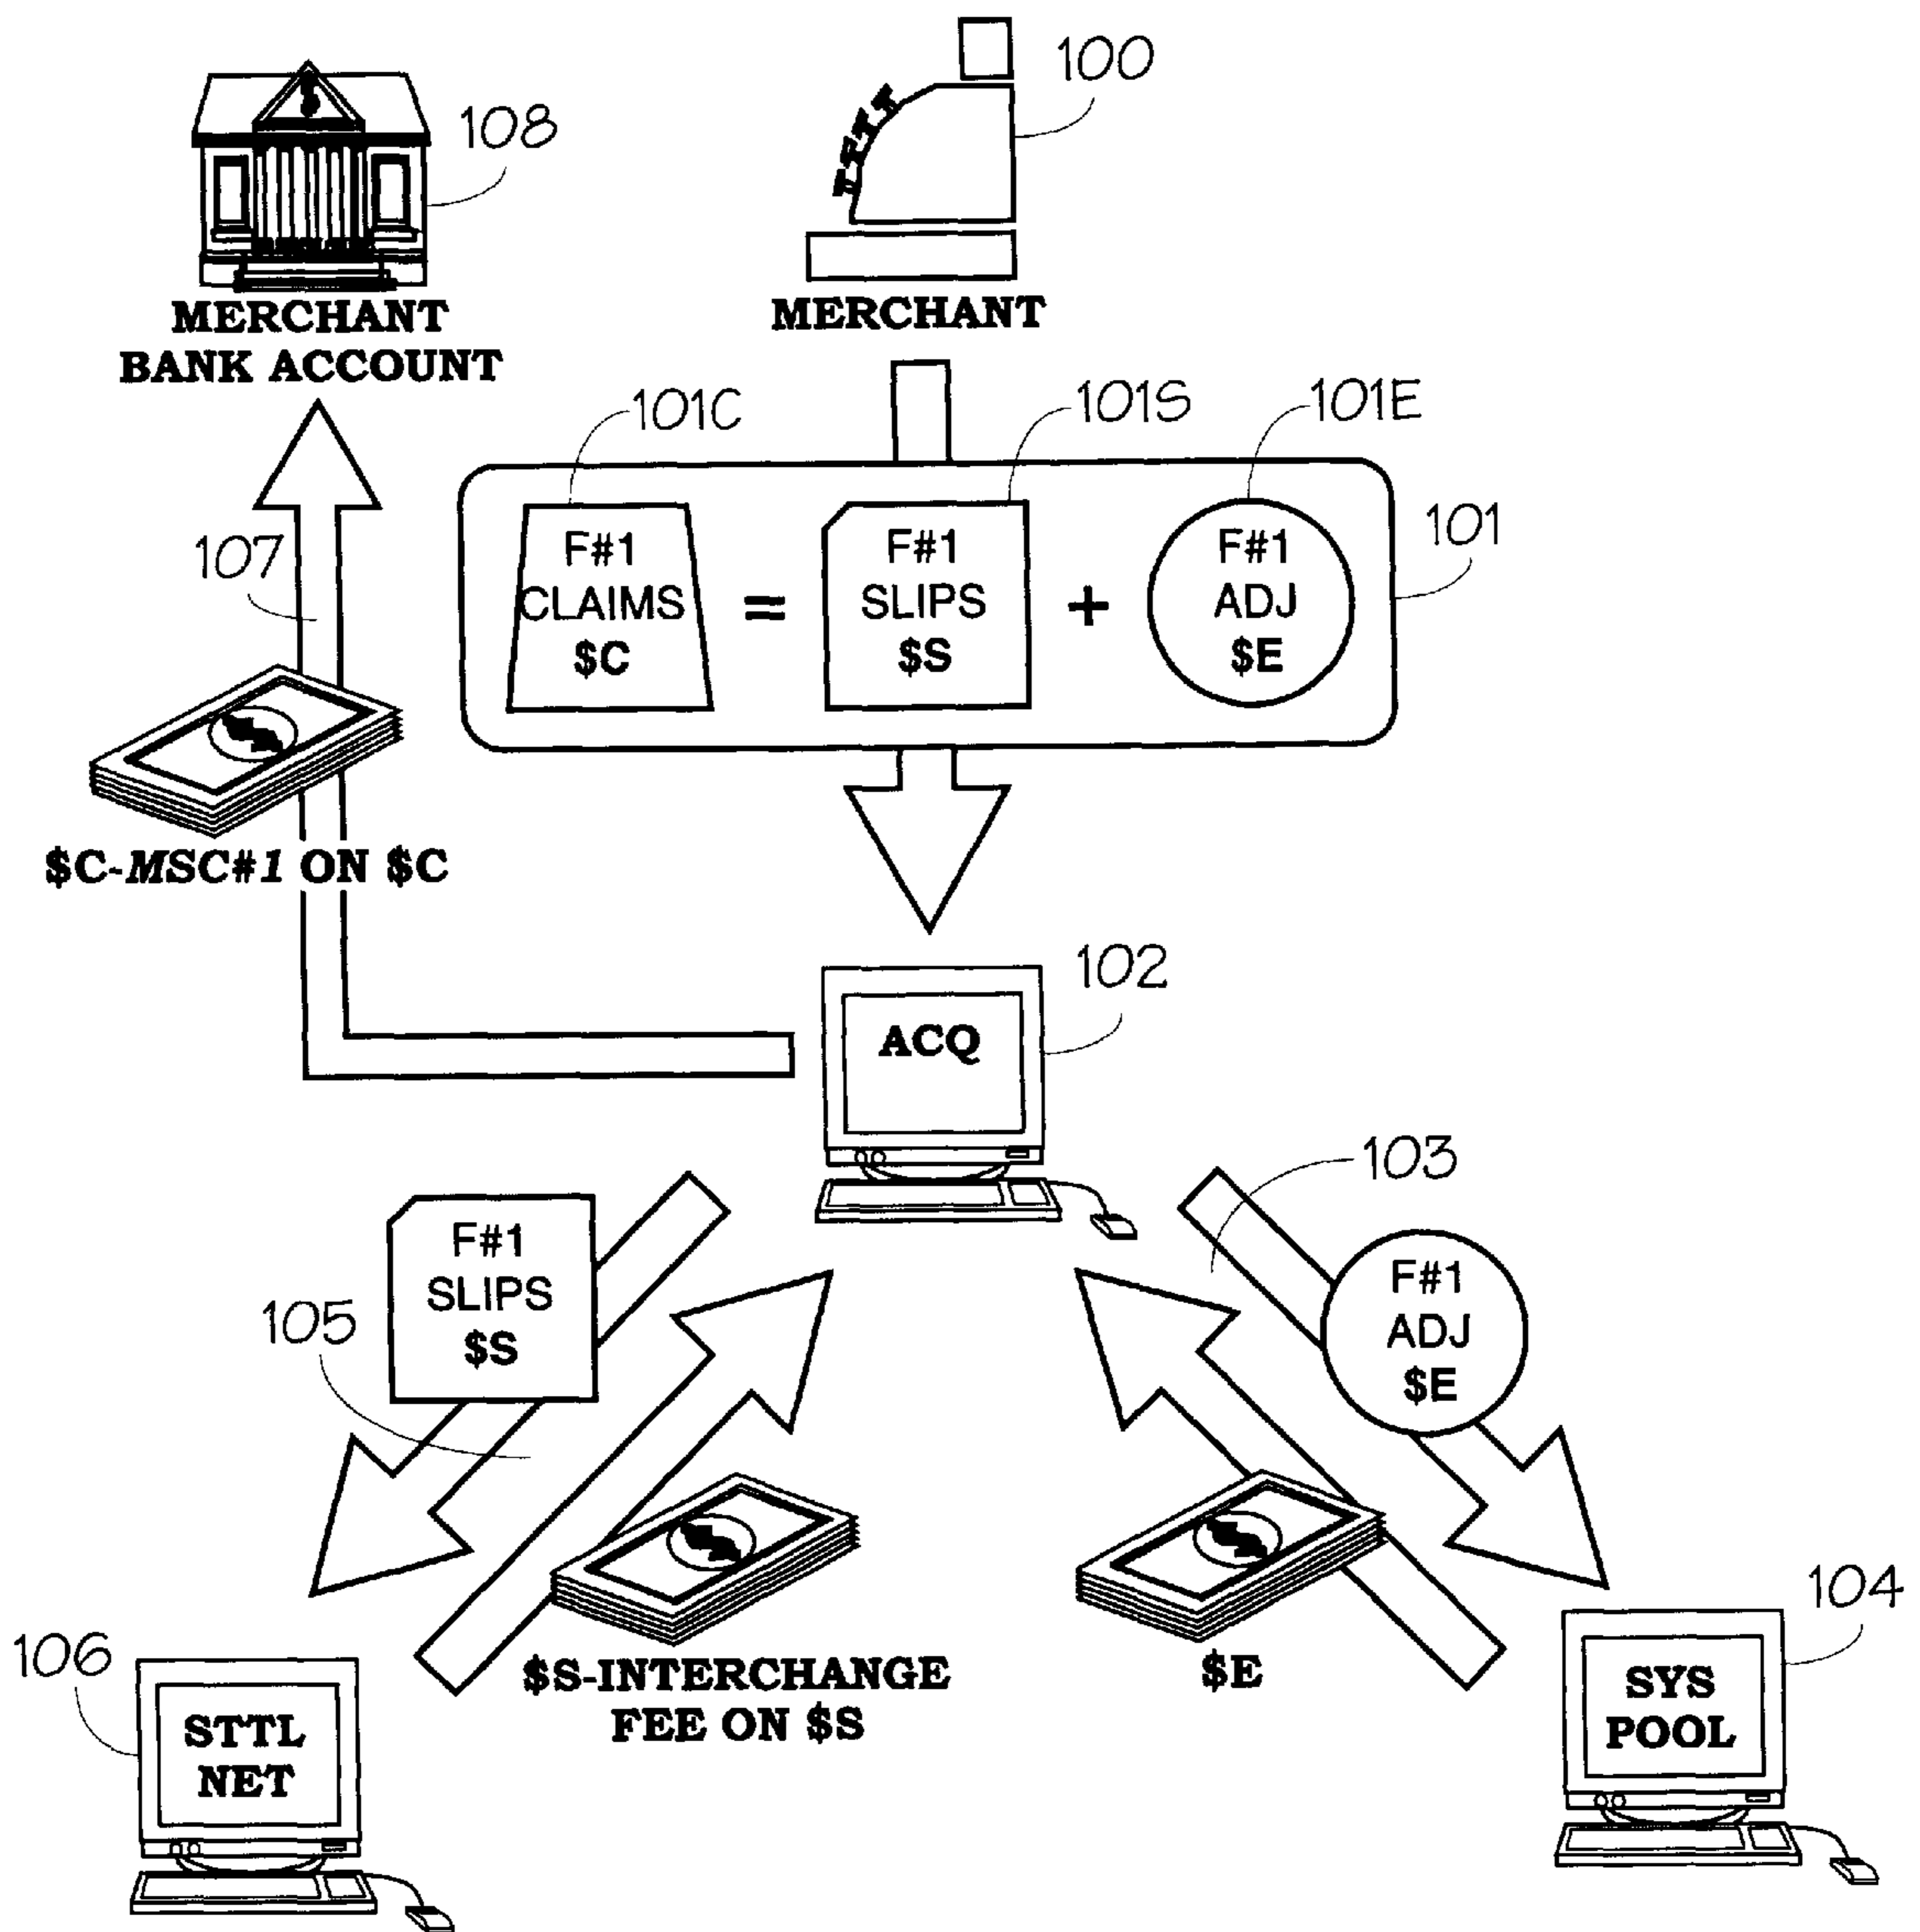 100
108
MERCHANT
BANK ACCOUNT
MERCHANT
101C
101S
101E
101
F#1
CLAIMS
$C
=
F#1
SLIPS
$S
+
F#1
ADJ
$E
107
$C-MSC#1 ON $C
102
ACQ
103
F#1
SLIPS
$S
105
F#1
ADJ
$E
104
106
$S-INTERCHANGE
FEE ON $S
$E
STTL
NET
SYS
POOL